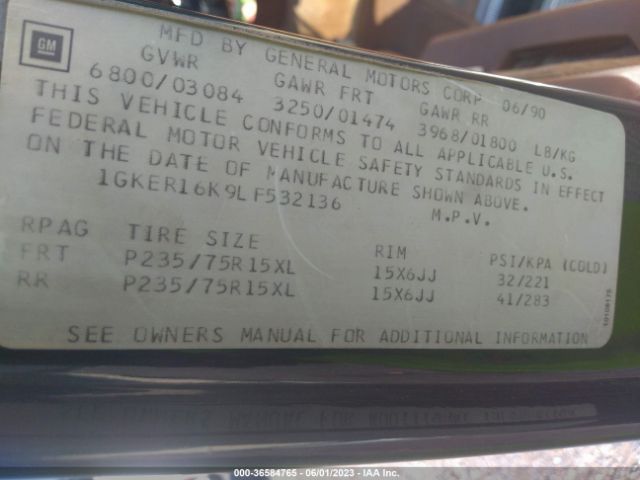 GM
MFD BY GENERAL MOTORS CORP 06/90
GVWR GAWR FRT GAWR RR
6800/03084 3250/01474 3968/01800 LB/KG
THIS VEHICLE CONFORMS TO ALL APPLICABLE U.S.
FEDERAL MOTOR VEHICLE SAFETY STANDARDS IN EFFECT
ON THE DATE OF MANUFACTURE SHOWN ABOVE.
1GKER16K9LF532136 M.P.V.
RPAG TIRE SIZE RIM PSI/KPA (COLD)
FRT P235/75R15XL 15X6JJ 32/221
RR P235/75R15XL 15X6JJ 41/283
SEE OWNERS MANUAL FOR ADDITIONAL INFORMATION
000-36584765 - 06/01/2023 - IAA Inc.